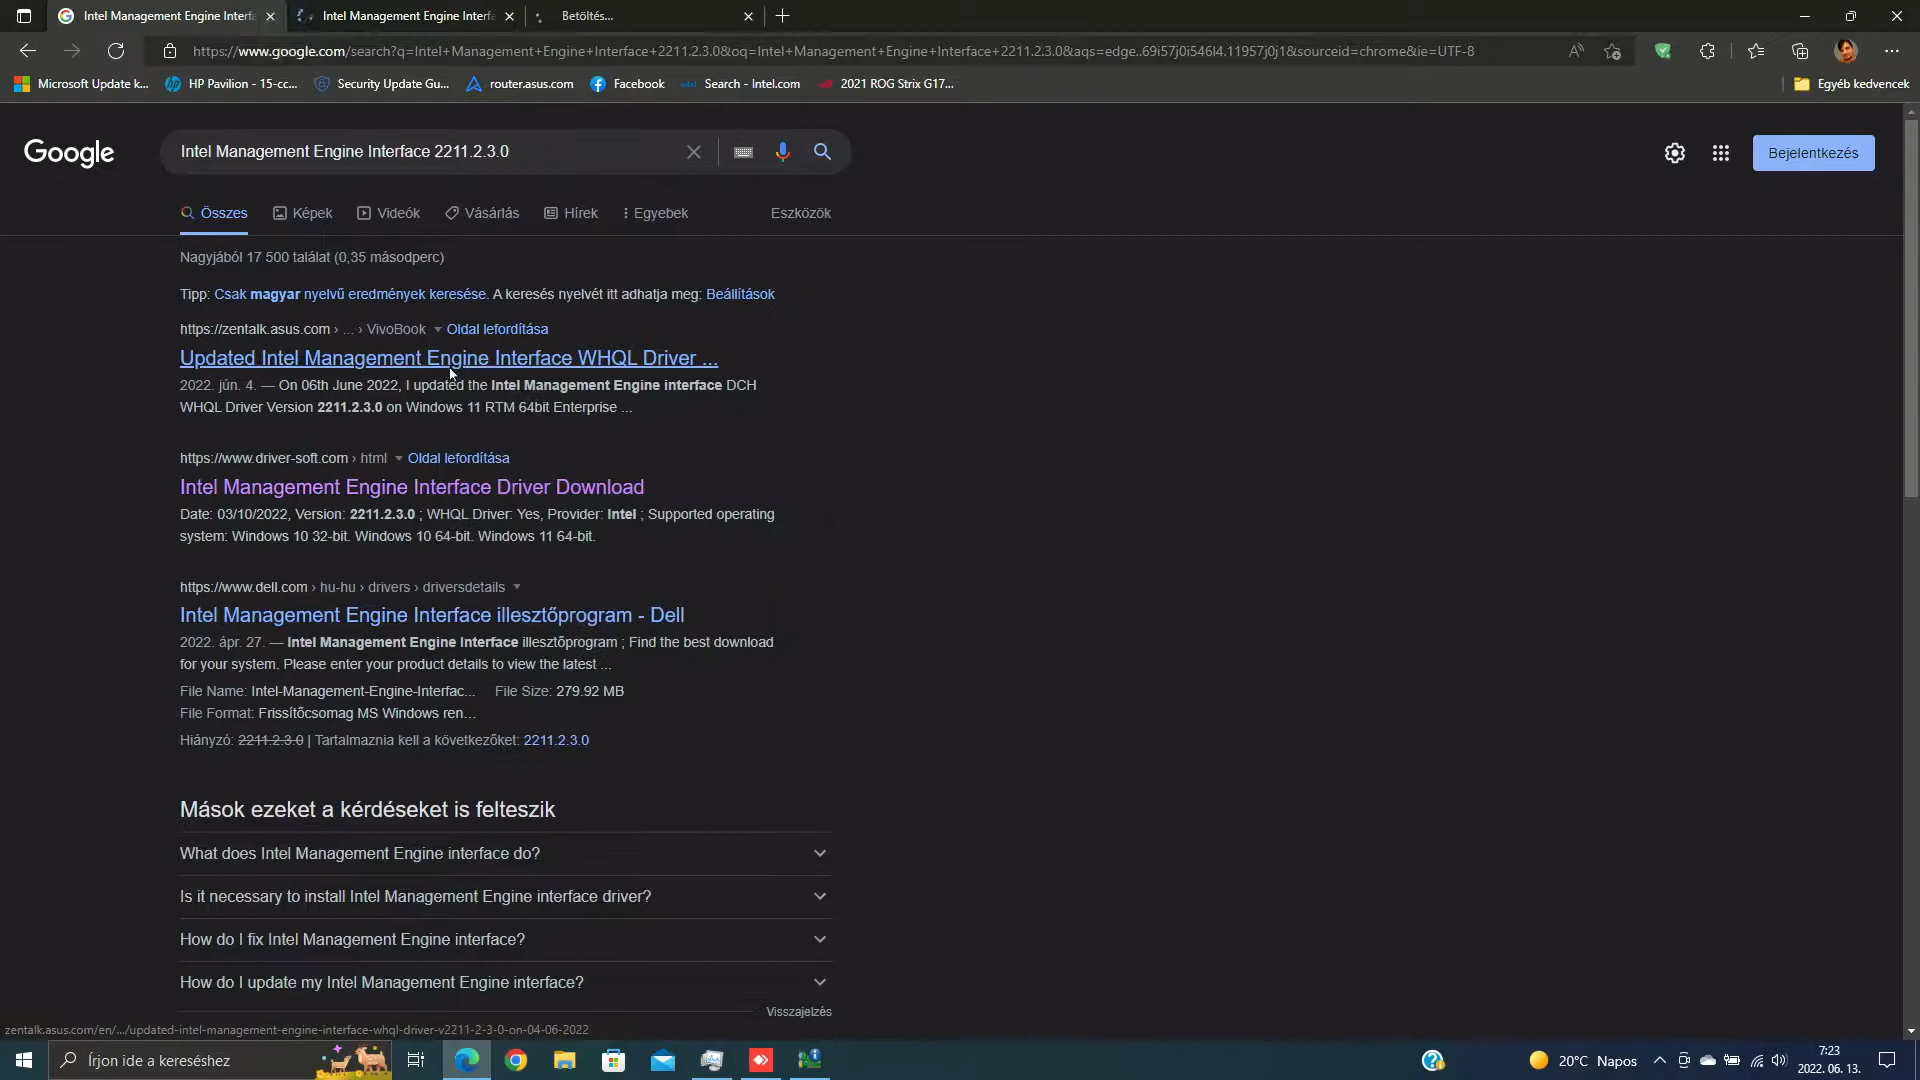 Intel Management Engine Interfa
Intel Management Engine Interfa
Betöltés...
https://www.google.com/search?q=Intel+Management+Engine+Interface+2211.2.3.0&oq=Intel+Management+Engine+Interface+2211.2.3.0&aqs=edge..69i57j0i546l4.11957j0j1&sourceid=chrome&ie=UTF-8
Microsoft Update k...
HP Pavilion - 15-cc...
Security Update Gu...
router.asus.com
Facebook
Search - Intel.com
2021 ROG Strix G17...
Egyéb kedvencek
Google
Intel Management Engine Interface 2211.2.3.0
Bejelentkezés
Összes
Képek
Videók
Vásárlás
Hírek
Egyebek
Eszközök
Nagyjából 17 500 találat (0,35 másodperc)
Tipp: Csak magyar nyelvű eredmények keresése. A keresés nyelvét itt adhatja meg: Beállítások
https://zentalk.asus.com › ... › VivoBook Oldal lefordítása
Updated Intel Management Engine Interface WHQL Driver ...
2022. jún. 4. — On 06th June 2022, I updated the Intel Management Engine interface DCH
WHQL Driver Version 2211.2.3.0 on Windows 11 RTM 64bit Enterprise ...
https://www.driver-soft.com › html Oldal lefordítása
Intel Management Engine Interface Driver Download
Date: 03/10/2022, Version: 2211.2.3.0 ; WHQL Driver: Yes, Provider: Intel ; Supported operating
system: Windows 10 32-bit. Windows 10 64-bit. Windows 11 64-bit.
https://www.dell.com › hu-hu › drivers › driversdetails
Intel Management Engine Interface illesztőprogram - Dell
2022. ápr. 27. — Intel Management Engine Interface illesztőprogram ; Find the best download
for your system. Please enter your product details to view the latest ...
File Name: Intel-Management-Engine-Interfac... File Size: 279.92 MB
File Format: Frissítőcsomag MS Windows ren...
Hiányzó: 2211.2.3.0 | Tartalmaznia kell a következőket: 2211.2.3.0
Mások ezeket a kérdéseket is felteszik
What does Intel Management Engine interface do?
Is it necessary to install Intel Management Engine interface driver?
How do I fix Intel Management Engine interface?
How do I update my Intel Management Engine interface?
Visszajelzés
zentalk.asus.com/en/.../updated-intel-management-engine-interface-whql-driver-v2211-2-3-0-on-04-06-2022
Írjon ide a kereséshez
20°C Napos
7:23
2022. 06. 13.